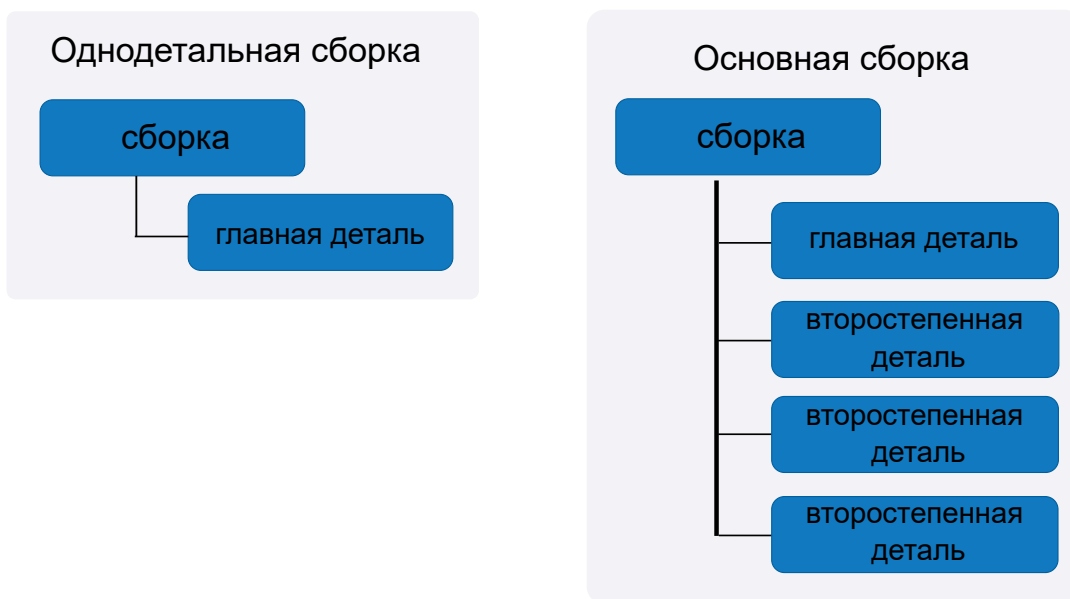 Однодетальная сборка
сборка
главная деталь
Основная сборка
сборка
главная деталь
второстепенная
деталь
второстепенная
деталь
второстепенная
деталь